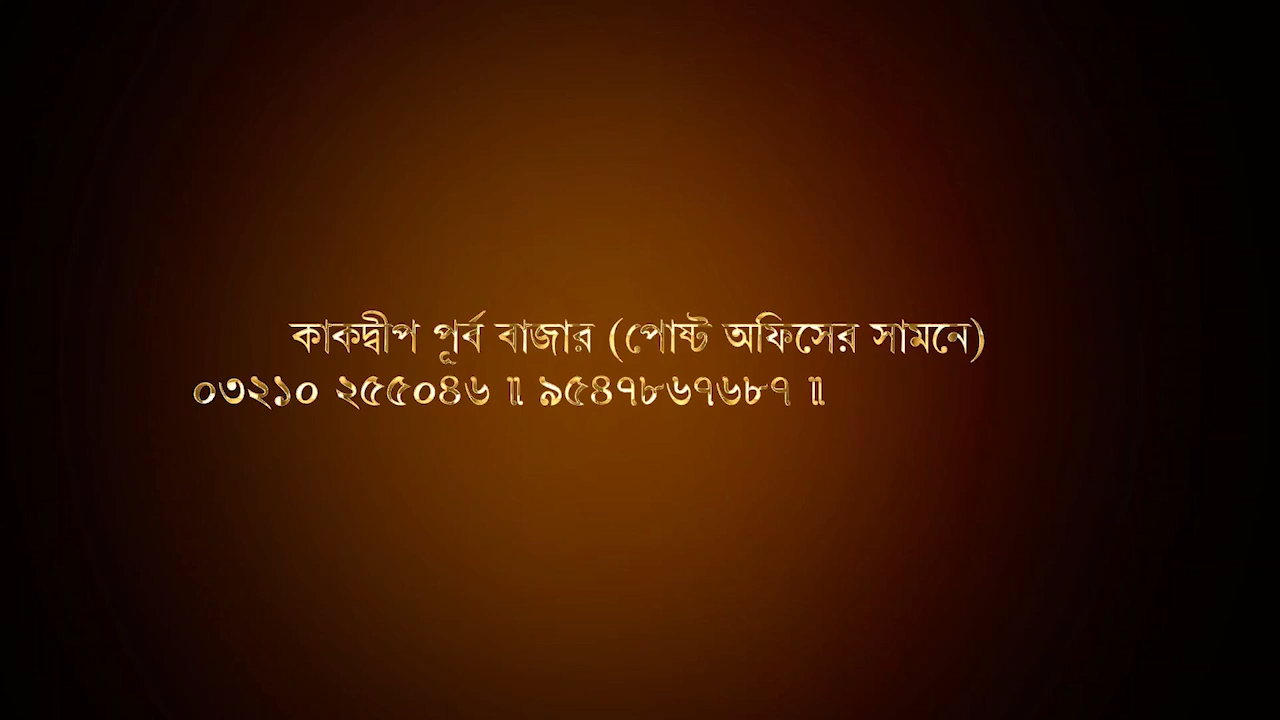 কাকদ্বীপ পূর্ব বাজার (পোষ্ট অফিসের সামনে)
০৩২১০ ২৫৫০৪৬ ॥ ৯৫৪৭৮৬৭৬৮৭ ॥